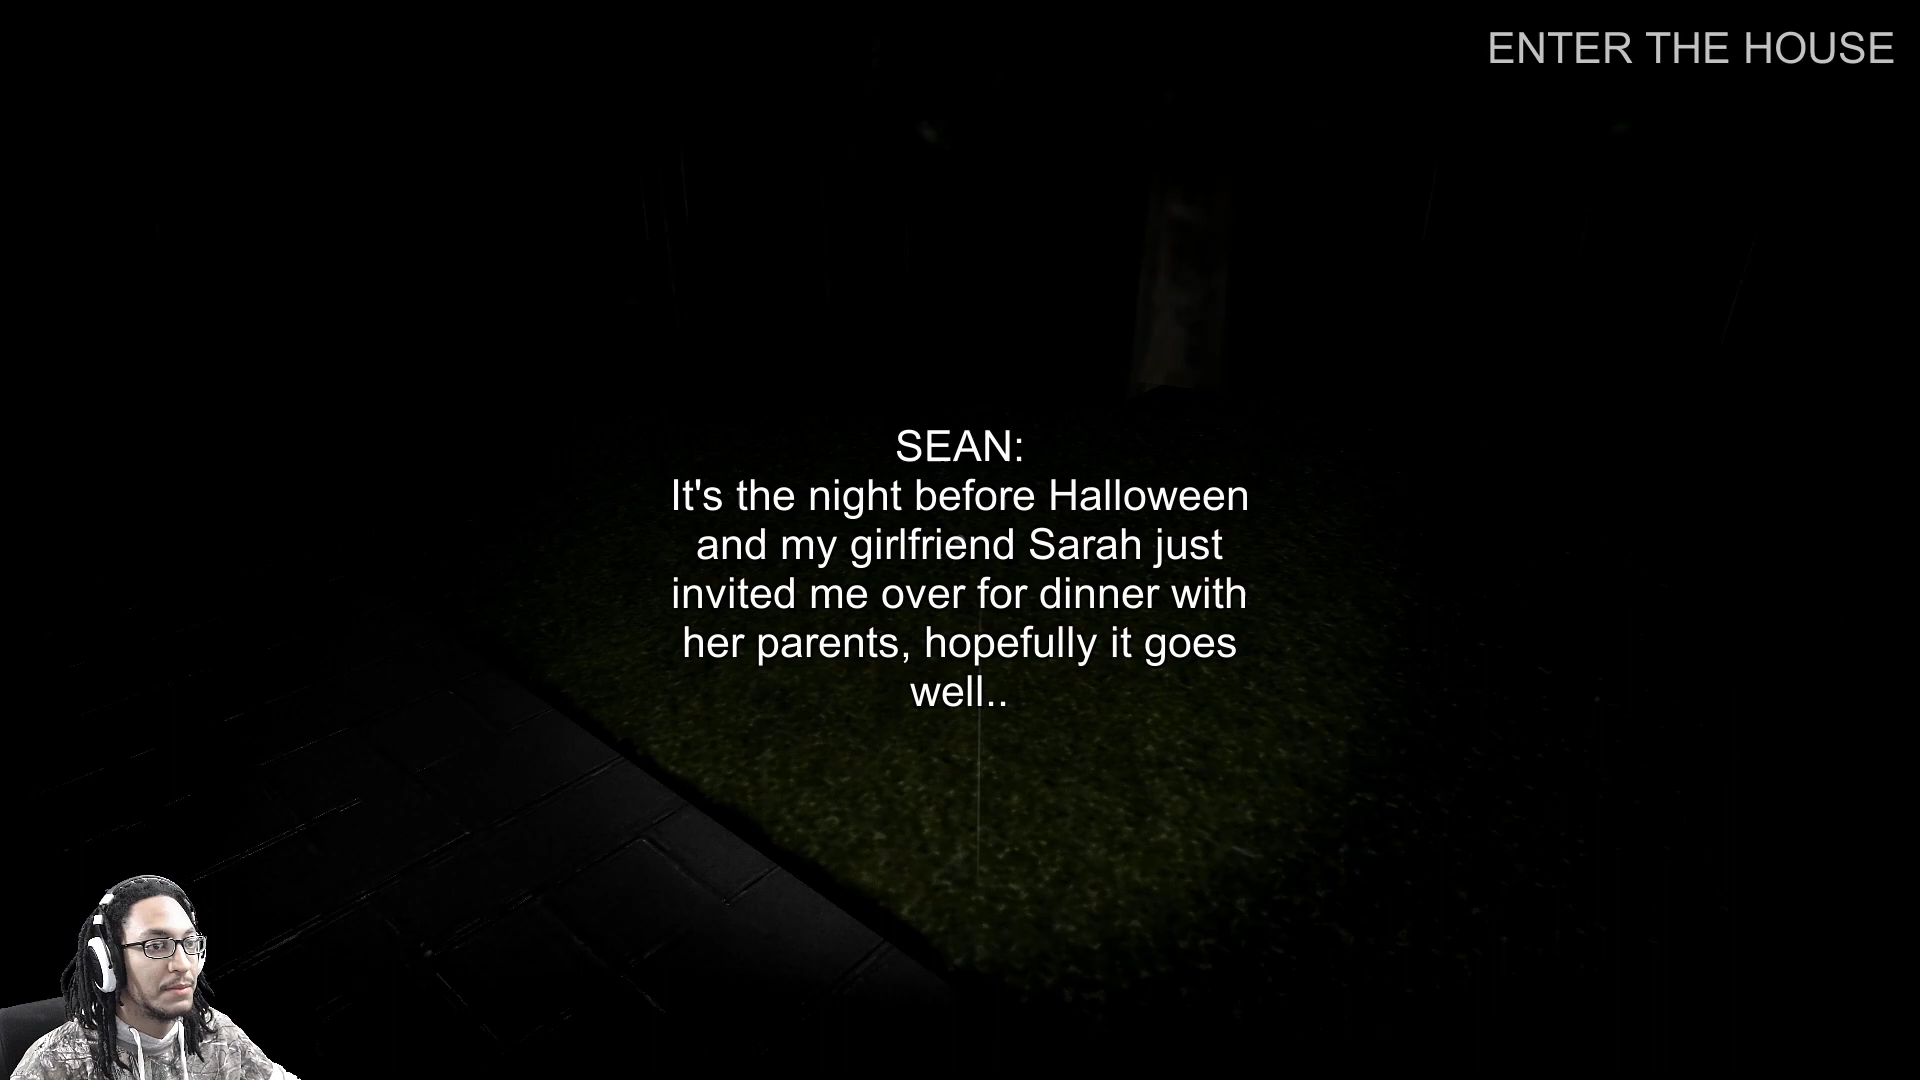 ENTER THE HOUSE
SEAN:
It's the night before Halloween
and my girlfriend Sarah just
invited me over for dinner with
her parents, hopefully it goes
well..